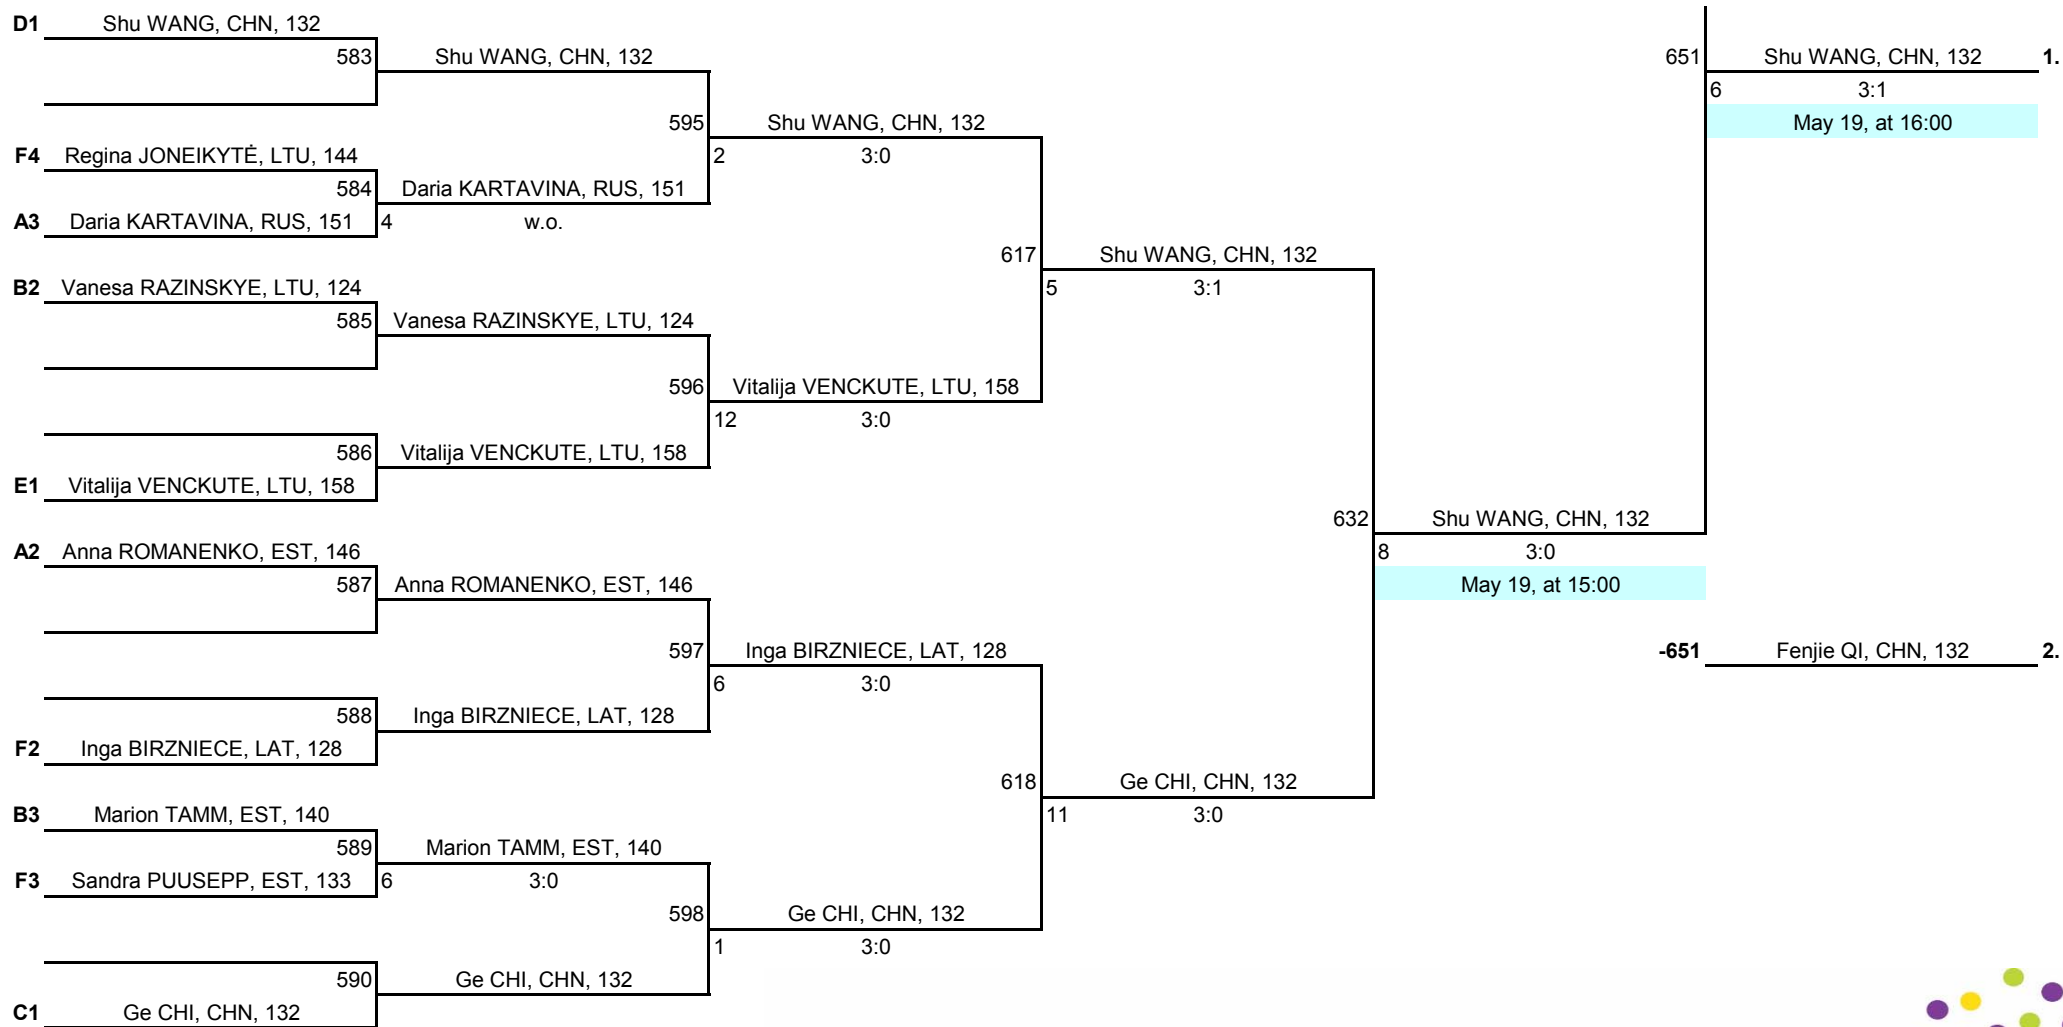 D1 Shu WANG, CHN, 132
583 Shu WANG, CHN, 132 651 Shu WANG, CHN, 132 1.
6 3:1
595 Shu WANG, CHN, 132 May 19, at 16:00
F4 Regina JONEIKYTĖ, LTU, 144 2 3:0
584 Daria KARTAVINA, RUS, 151
A3 Daria KARTAVINA, RUS, 151 4 w.o.
617 Shu WANG, CHN, 132
B2 Vanesa RAZINSKYE, LTU, 124 5 3:1
585 Vanesa RAZINSKYE, LTU, 124
596 Vitalija VENCKUTE, LTU, 158
12 3:0
586 Vitalija VENCKUTE, LTU, 158
E1 Vitalija VENCKUTE, LTU, 158
632 Shu WANG, CHN, 132
A2 Anna ROMANENKO, EST, 146 8 3:0
587 Anna ROMANENKO, EST, 146 May 19, at 15:00
597 Inga BIRZNIECE, LAT, 128 -651 Fenjie QI, CHN, 132 2.
6 3:0
588 Inga BIRZNIECE, LAT, 128
F2 Inga BIRZNIECE, LAT, 128
618 Ge CHI, CHN, 132
B3 Marion TAMM, EST, 140 11 3:0
589 Marion TAMM, EST, 140
F3 Sandra PUUSEPP, EST, 133 6 3:0
598 Ge CHI, CHN, 132
1 3:0
590 Ge CHI, CHN, 132
C1 Ge CHI, CHN, 132